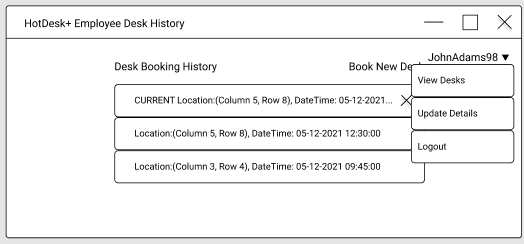 HotDesk+ Employee Desk History
JohnAdams98 ▼
Desk Booking History
Book New De
View Desks
Update Details
Logout
CURRENT Location:(Column 5, Row 8), DateTime: 05-12-2021...
Location:(Column 5, Row 8), DateTime: 05-12-2021 12:30:00
Location:(Column 3, Row 4), DateTime: 05-12-2021 09:45:00